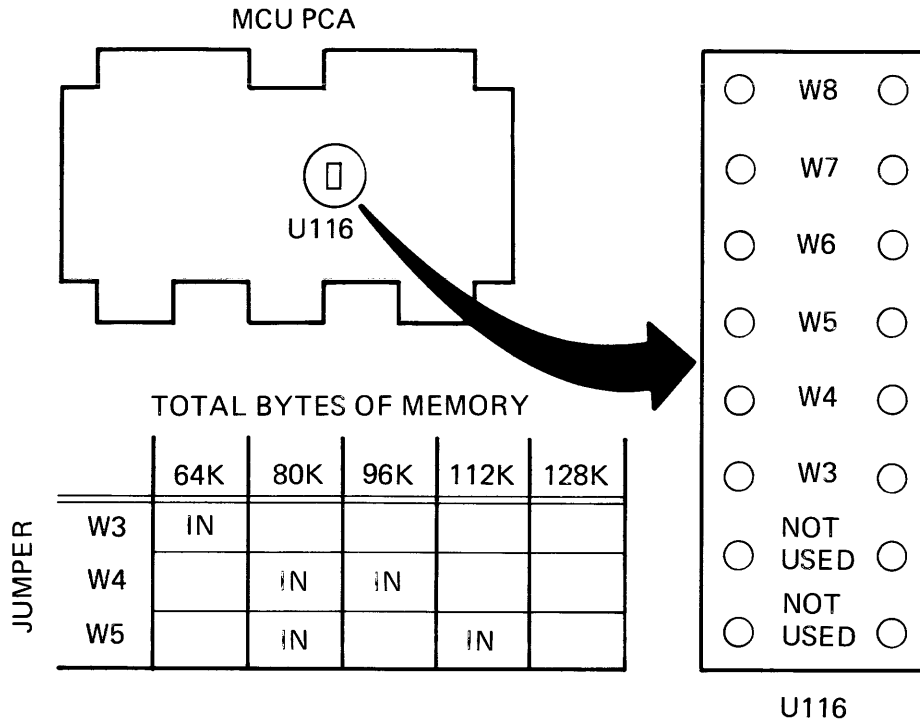 MCU PCA
U116
TOTAL BYTES OF MEMORY
64K 80K 96K 112K 128K
JUMPER
W3 IN
W4 IN IN
W5 IN IN
W8
W7
W6
W5
W4
W3
NOT
USED
NOT
USED
U116